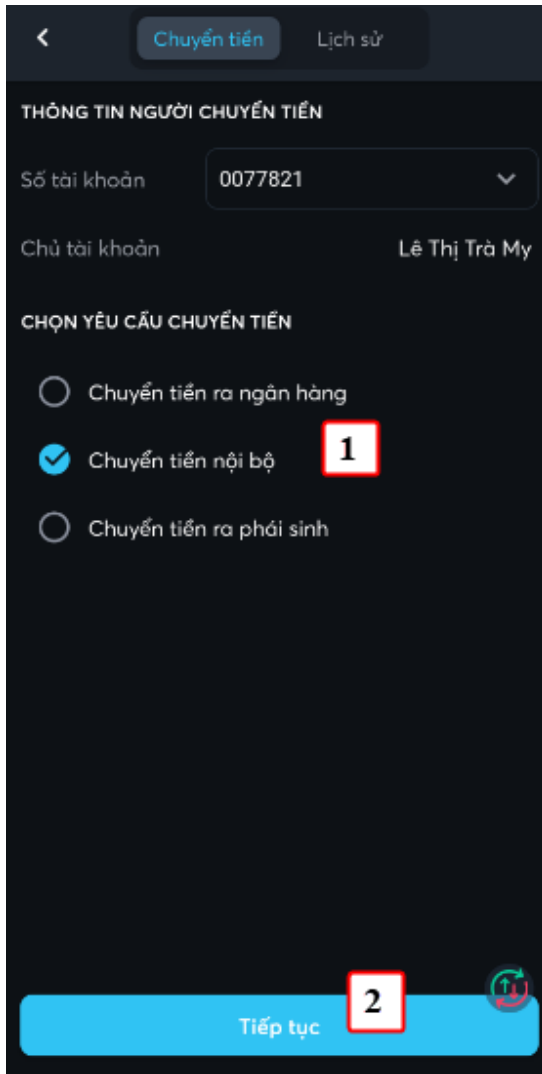 Chuyển tiền Lịch sử
THÔNG TIN NGƯỜI CHUYỂN TIỀN
Số tài khoản 0077821
Chủ tài khoản Lê Thị Trà My
CHỌN YÊU CẦU CHUYỂN TIỀN
Chuyển tiền ra ngân hàng
Chuyển tiền nội bộ 1
Chuyển tiền ra phái sinh
2
Tiếp tục